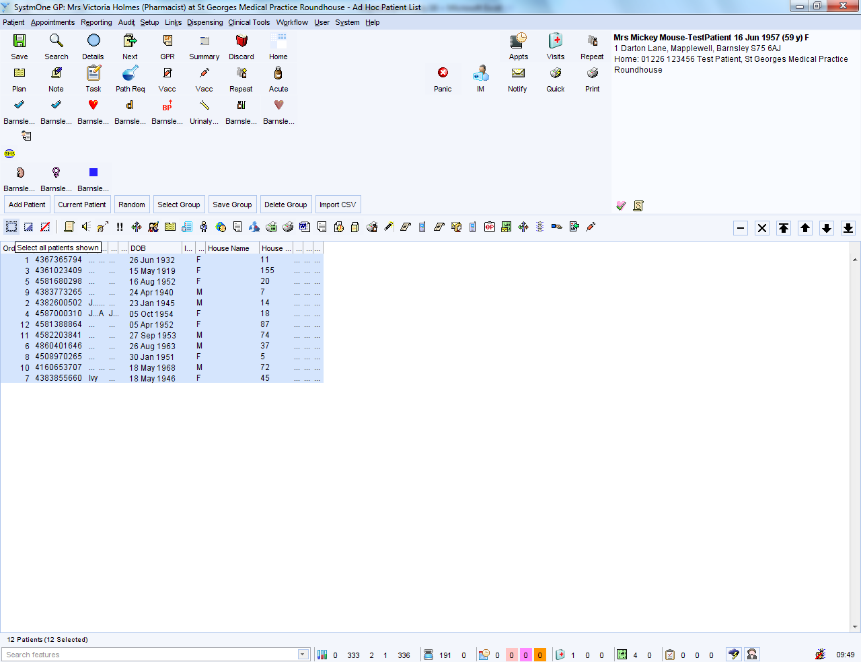 SystmOne GP: Mrs Victoria Holmes (Pharmacist) at St Georges Medical Practice Roundhouse - Ad Hoc Patient List
Patient Appointments Reporting Audit Setup Links Dispensing Clinical Tools Workflow User System Help
Save Search Details Next GPR Summary Discard Home Appts Visits Repeat
Plan Note Task Path Req Vacc Vacc Repeat Acute Panic IM Notify Quick Print
Barnsle... Barnsle... Barnsle... Barnsle... Barnsle... Urinaly... Barnsle... Barnsle...
Barnsle... Barnsle... Barnsle...
Mrs Mickey Mouse-TestPatient 16 Jun 1957 (59 y) F
1 Darton Lane, Mapplewell, Barnsley S75 6AJ
Home: 01226 123456 Test Patient, St Georges Medical Practice
Roundhouse
Add Patient Current Patient Random Select Group Save Group Delete Group Import CSV
Ord Select all patients shown ... ... DOB I... ... House Name House ... ... ... ...
1 4367365794 ... ... ... 26 Jun 1932 F 11 ... ... ...
3 4361023409 ... ... 15 May 1919 F 155 ... ... ...
5 4581680298 ... ... 16 Aug 1952 F 20 ... ... ...
9 4383773265 ... ... 24 Apr 1940 M 7 ... ... ...
2 4382600502 J... ... 23 Jan 1945 M 14 ... ... ...
4 4587000310 J...A J... 05 Oct 1954 F 18 ... ... ...
12 4581388864 ... ... 05 Apr 1952 F 87 ... ... ...
11 4582203841 ... ... 27 Sep 1953 M 74 ... ... ...
6 4860401646 ... ... 26 Aug 1963 M 37 ... ... ...
8 4508970265 ... ... 30 Jan 1951 F 5 ... ... ...
10 4160653707 ... ... ... 18 May 1968 M 72 ... ... ...
7 4383855660 Ivy ... 18 May 1946 F 45 ... ... ...
12 Patients (12 Selected)
Search features 0 333 2 1 336 191 0 0 0 0 0 1 0 0 4 0 0 0 0 09:49